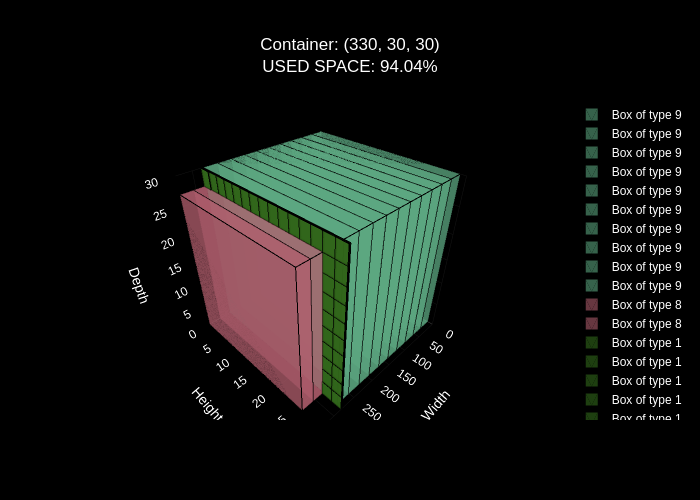 Container: (330, 30, 30)
USED SPACE: 94.04%
Box of type 9
Box of type 9
Box of type 9
Box of type 9
Box of type 9
Box of type 9
Box of type 9
Box of type 9
Box of type 9
Box of type 9
Box of type 8
Box of type 8
Box of type 1
Box of type 1
Box of type 1
Box of type 1
Box of type 1
30
25
20
15
10
5
0
Depth
5
10
15
20
Height
0
50
100
150
200
250
Width